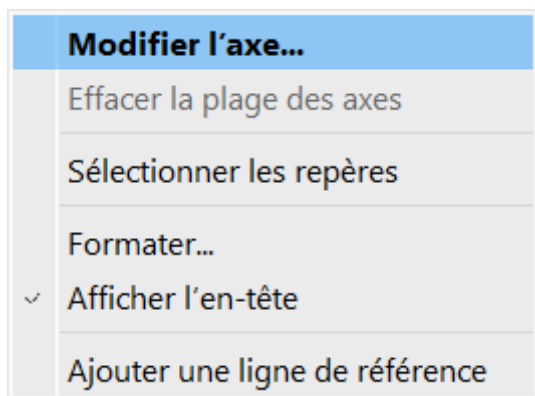 Modifier l’axe...
Effacer la plage des axes
Sélectionner les repères
Formater...
Afficher l’en-tête
Ajouter une ligne de référence